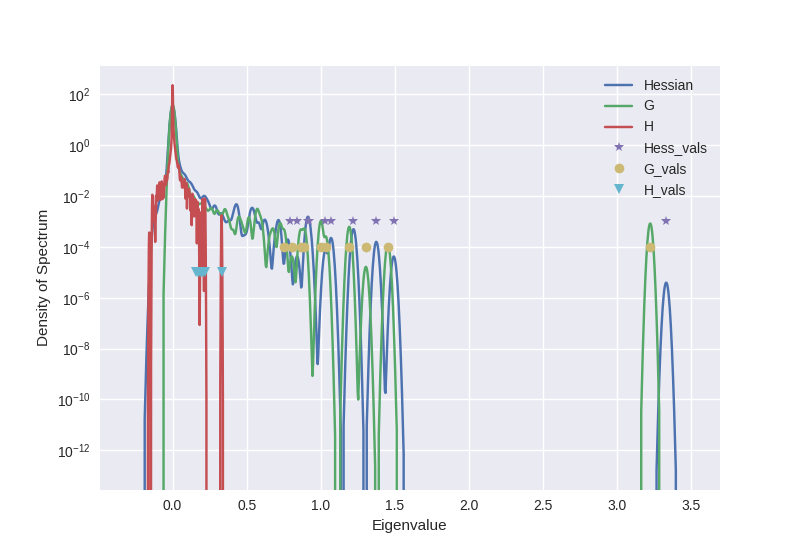 Hessian
G
H
Hess_vals
G_vals
H_vals
10^2
10^0
10^−2
10^−4
10^−6
10^−8
10^−10
10^−12
Density of Spectrum
0.0 0.5 1.0 1.5 2.0 2.5 3.0 3.5
Eigenvalue